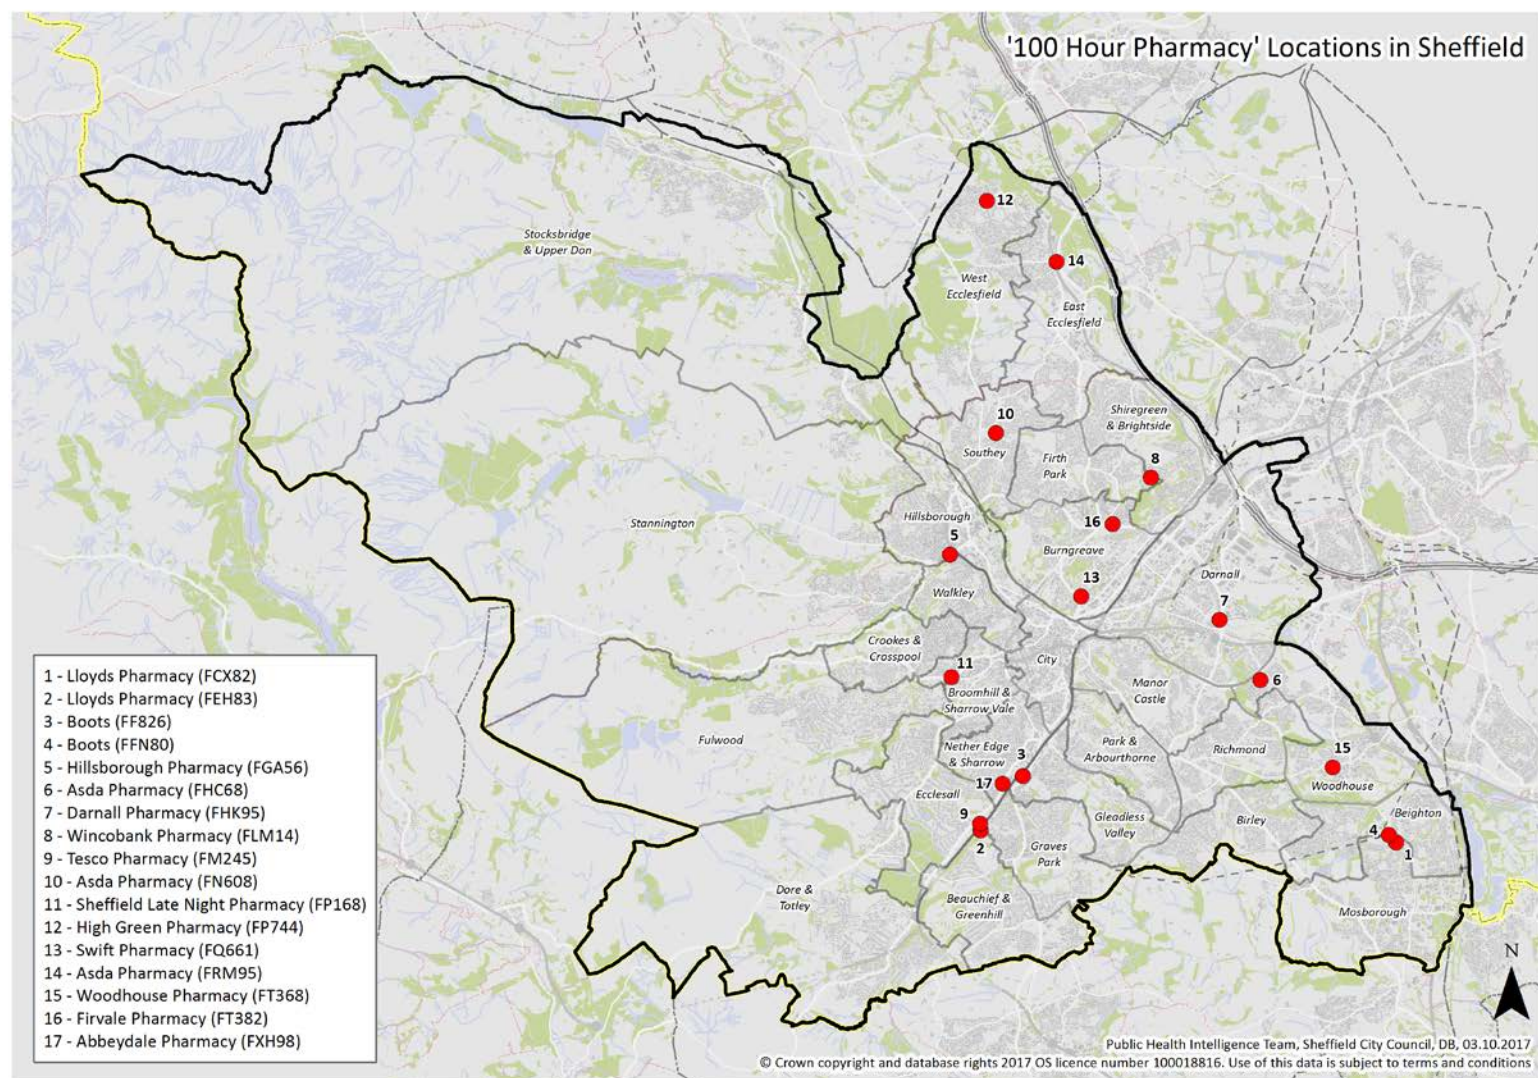 '100 Hour Pharmacy' Locations in Sheffield
12
Stocksbridge
& Upper Don
14
West
Ecclesfield
East
Ecclesfield
10
Shiregreen
& Brightside
Southey
Firth
Park
8
Stannington
Hillsborough
16
5
Burngreave
13
Darnall
Walkley
7
Crookes &
Crosspool
11
City
Manor
Castle
6
Broomhill &
Sharrow Vale
Fulwood
Nether Edge
& Sharrow
3
Park &
Arbourthorne
Richmond
15
17
Ecclesall
Woodhouse
9
Gleadless
Valley
Birley
Beighton
4
2
Graves
Park
1
Dore &
Totley
Beauchief &
Greenhill
Mosborough
1 - Lloyds Pharmacy (FCX82)
2 - Lloyds Pharmacy (FEH83)
3 - Boots (FF826)
4 - Boots (FFN80)
5 - Hillsborough Pharmacy (FGA56)
6 - Asda Pharmacy (FHC68)
7 - Darnall Pharmacy (FHK95)
8 - Wincobank Pharmacy (FLM14)
9 - Tesco Pharmacy (FM245)
10 - Asda Pharmacy (FN608)
11 - Sheffield Late Night Pharmacy (FP168)
12 - High Green Pharmacy (FP744)
13 - Swift Pharmacy (FQ661)
14 - Asda Pharmacy (FRM95)
15 - Woodhouse Pharmacy (FT368)
16 - Firvale Pharmacy (FT382)
17 - Abbeydale Pharmacy (FXH98)
N
Public Health Intelligence Team, Sheffield City Council, DB, 03.10.2017
© Crown copyright and database rights 2017 OS licence number 100018816. Use of this data is subject to terms and conditions